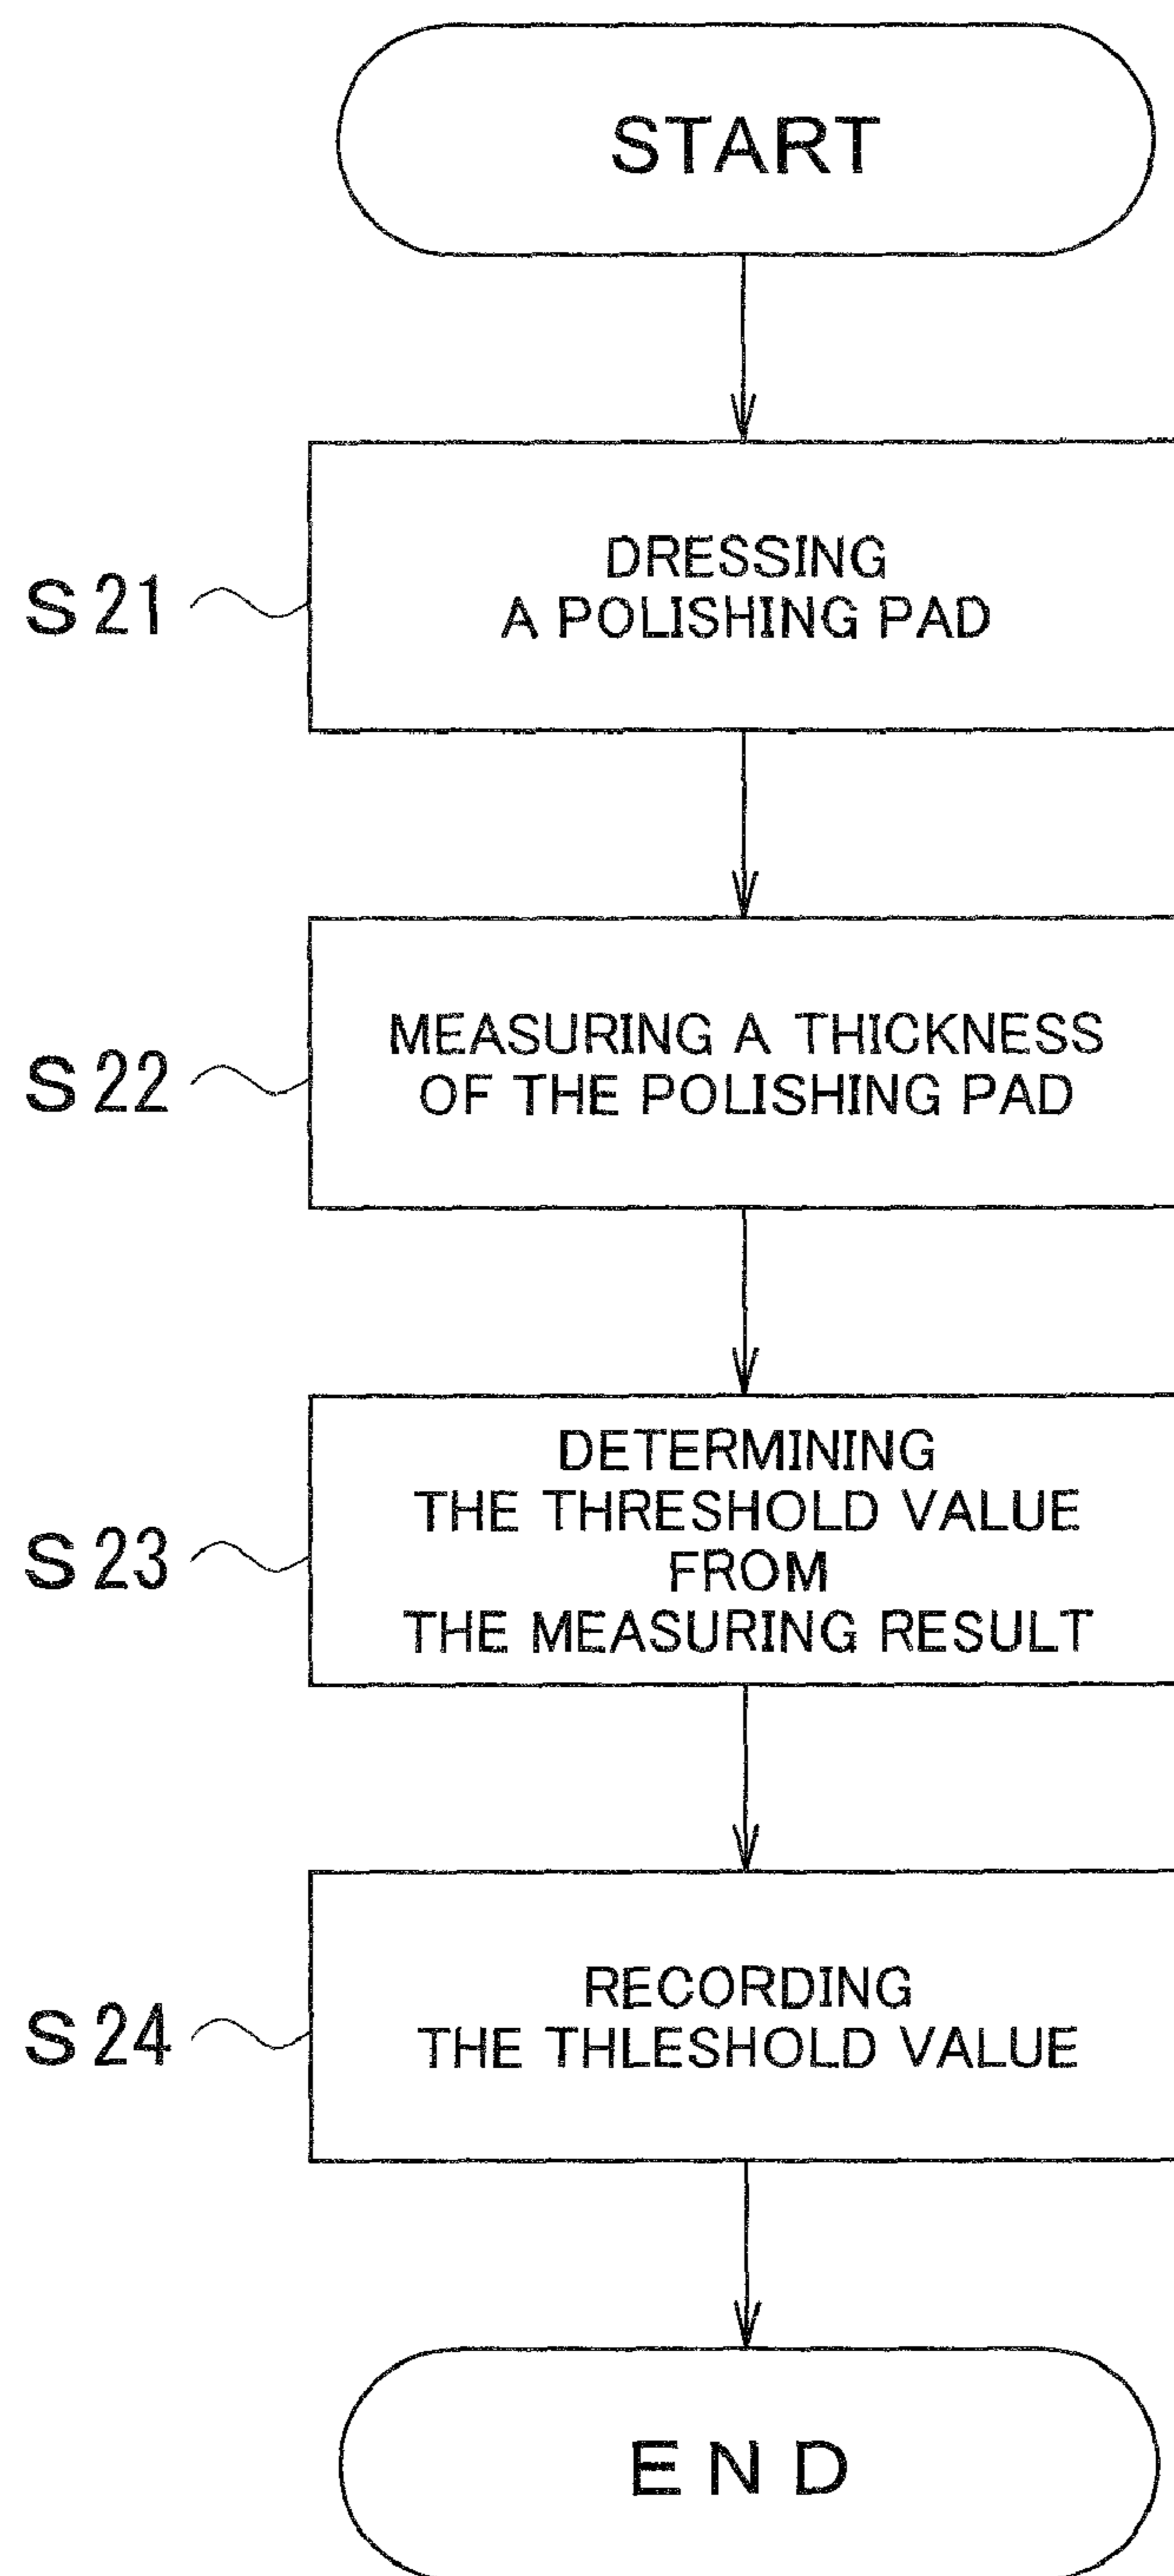 START
S21
DRESSING
A POLISHING PAD
S22
MEASURING A THICKNESS
OF THE POLISHING PAD
S23
DETERMINING
THE THRESHOLD VALUE
FROM
THE MEASURING RESULT
S24
RECORDING
THE THLESHOLD VALUE
END